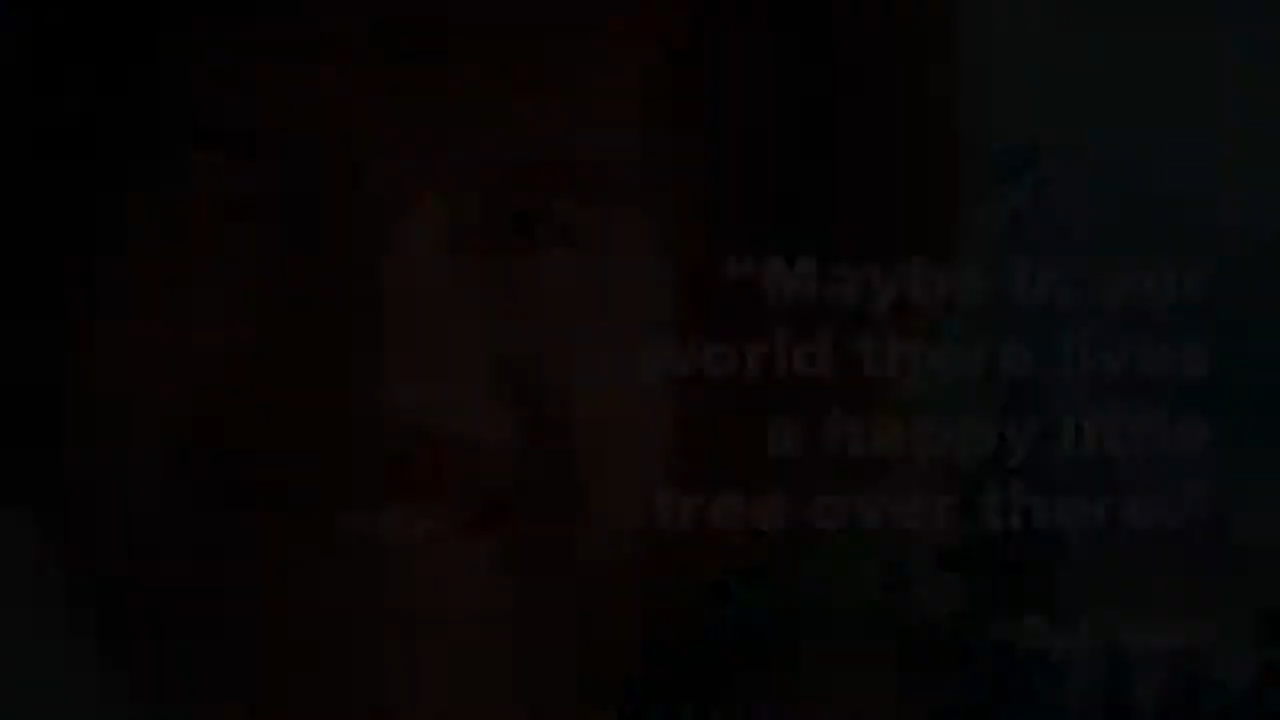 "Maybe in our
world there lives
a happy little
tree over there."